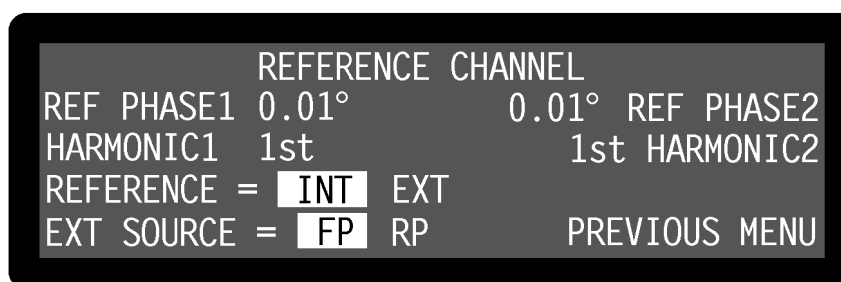 REFERENCE CHANNEL
REF PHASE1 0.01° 0.01° REF PHASE2
HARMONIC1 1st 1st HARMONIC2
REFERENCE = INT EXT
EXT SOURCE = FP RP PREVIOUS MENU